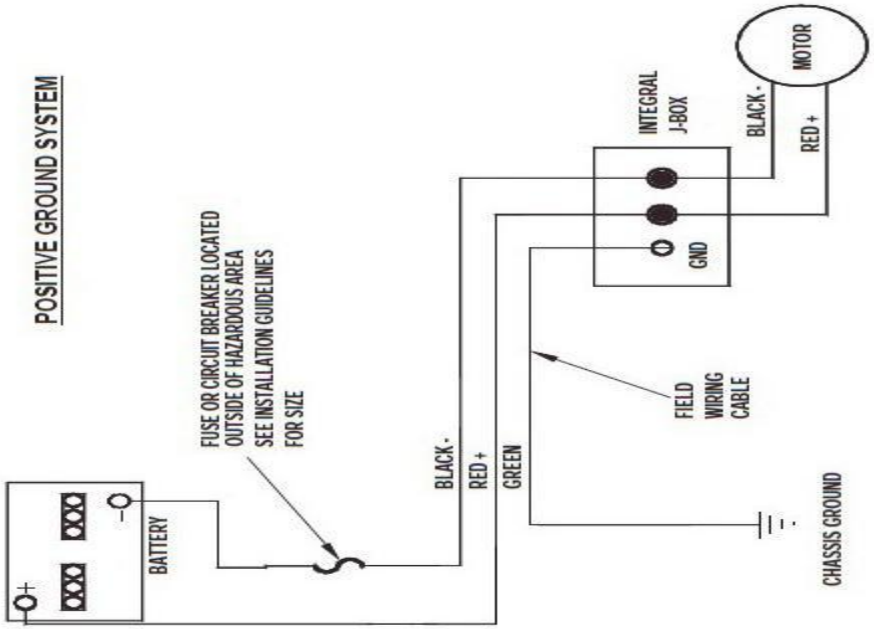 POSITIVE GROUND SYSTEM
FUSE OR CIRCUIT BREAKER LOCATED
OUTSIDE OF HAZARDOUS AREA
SEE INSTALLATION GUIDELINES
FOR SIZE
+
-
BATTERY
BLACK -
RED +
GREEN
INTEGRAL
J-BOX
GND
BLACK -
RED +
MOTOR
FIELD
WIRING
CABLE
CHASSIS GROUND